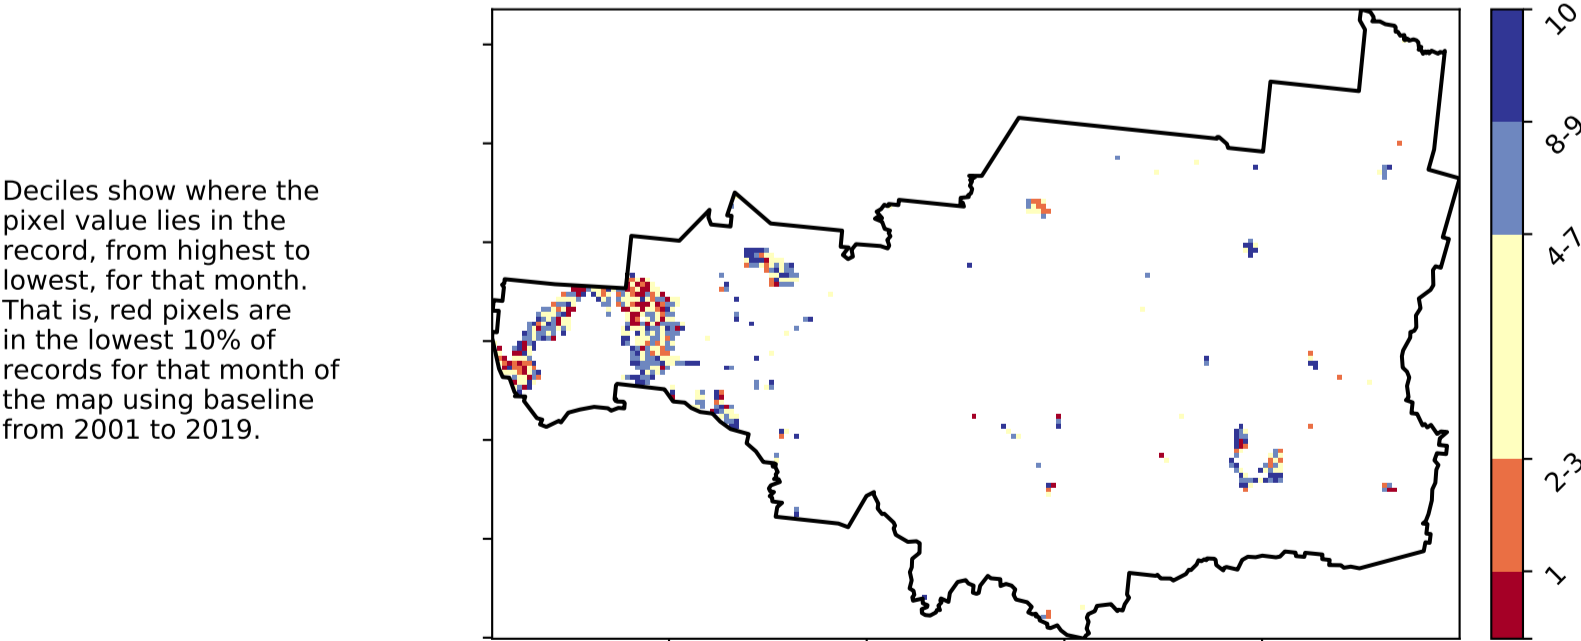 Deciles show where the
pixel value lies in the
record, from highest to
lowest, for that month.
That is, red pixels are
in the lowest 10% of
records for that month of
the map using baseline
from 2001 to 2019.
10
8-9
4-7
2-3
1